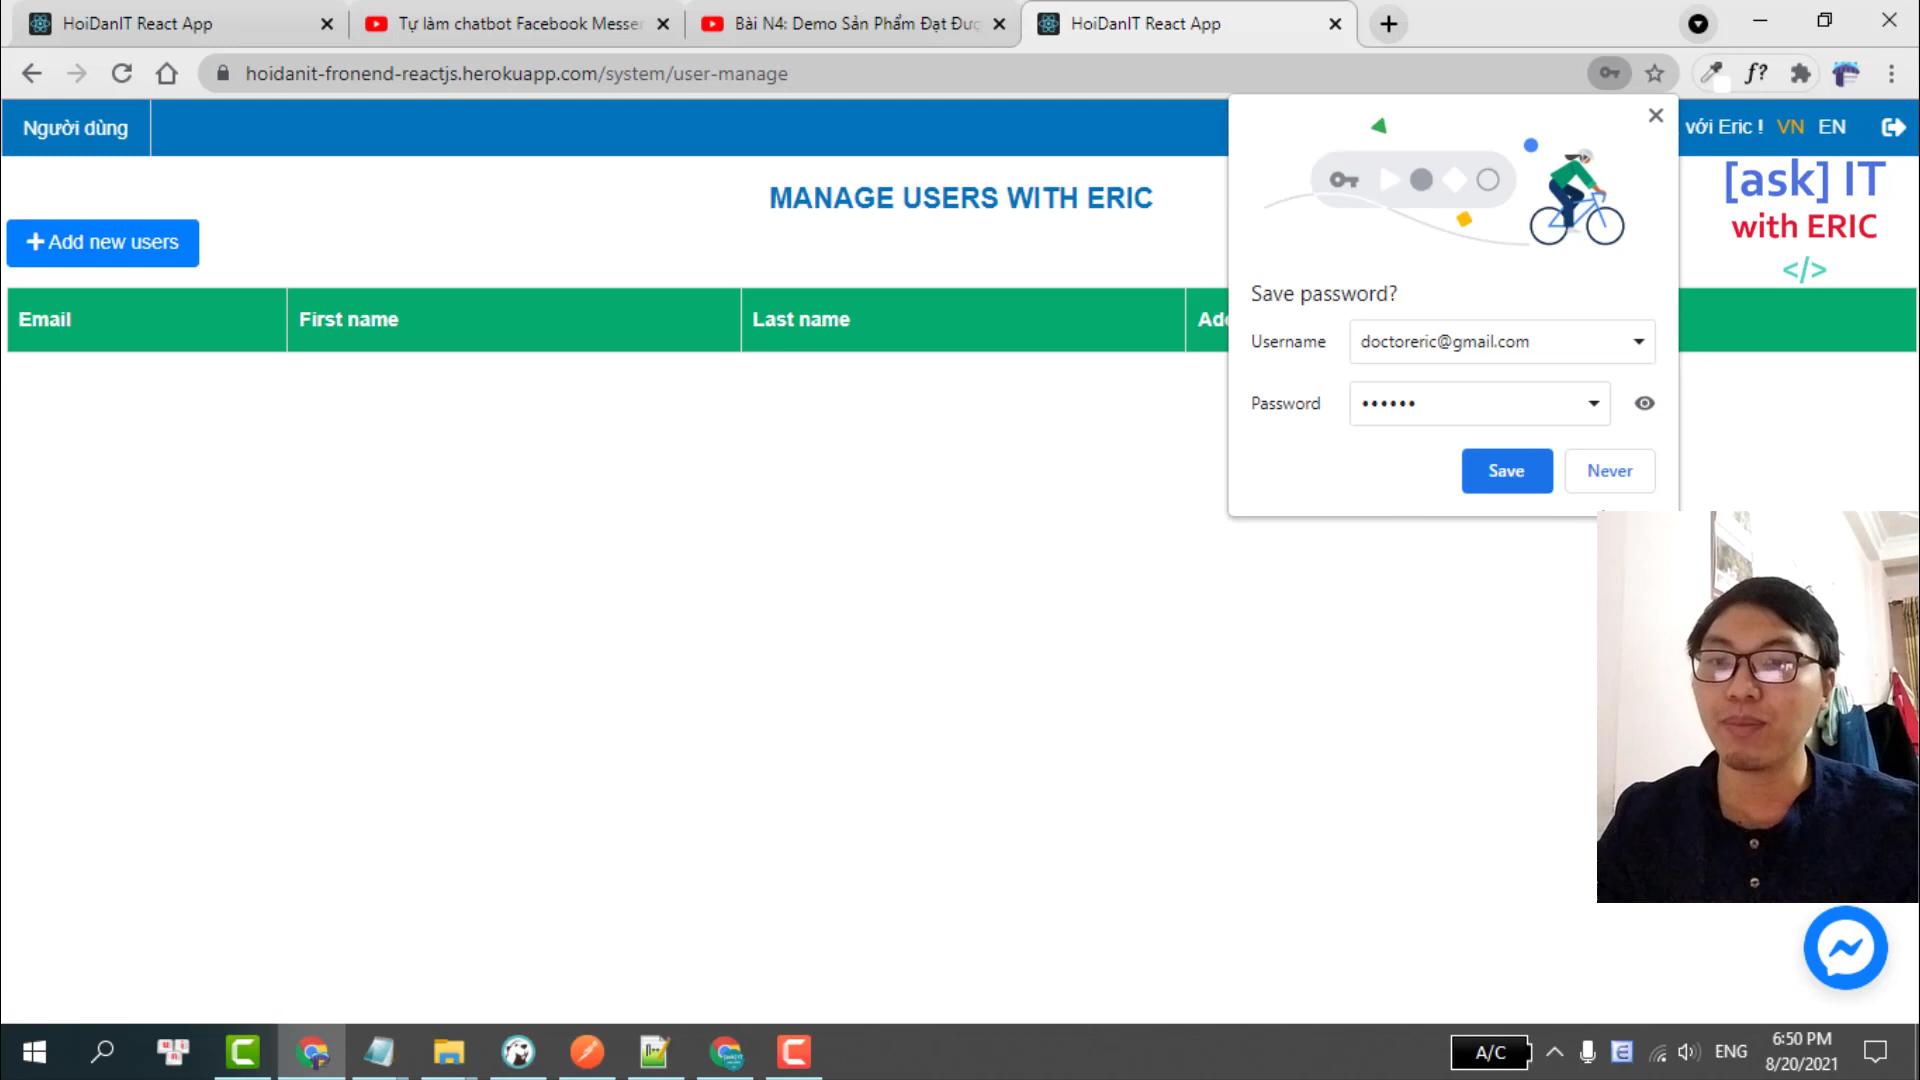 HoiDanIT React App
Tự làm chatbot Facebook Messer
Bài N4: Demo Sản Phẩm Đạt Đượ
HoiDanIT React App
hoidanit-fronend-reactjs.herokuapp.com/system/user-manage
f?
Người dùng
với Eric !
VN
EN
MANAGE USERS WITH ERIC
[ask] IT
with ERIC
</>
Add new users
Email
First name
Last name
Add
Save password?
Username
doctoreric@gmail.com
Password
••••••
Save
Never
A/C
ENG
6:50 PM
8/20/2021